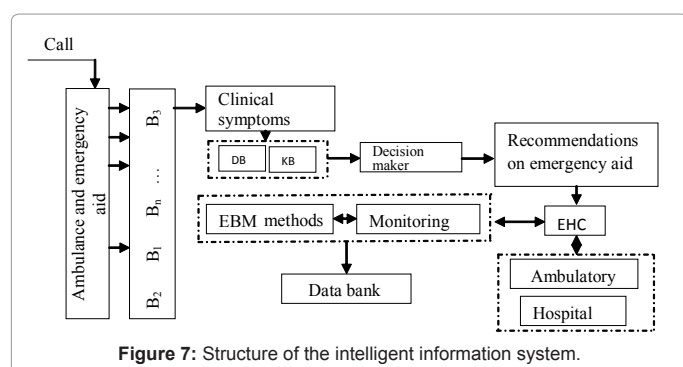 Call
Ambulance and emergency
aid
B2 B1 Bn … B3
Clinical
symptoms
DB
KB
Decision
maker
Recommendations
on emergency aid
EBM methods
Monitoring
EHC
Data bank
Ambulatory
Hospital
Figure 7: Structure of the intelligent information system.